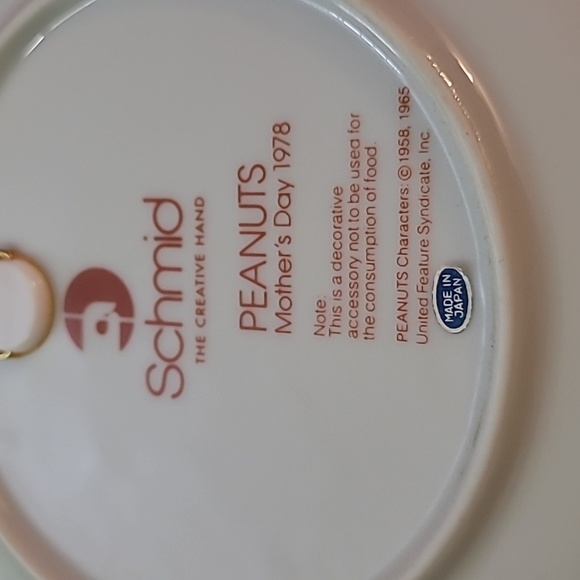 Schmid
THE CREATIVE HAND
PEANUTS
Mother's Day 1978
Note.
This is a decorative
accessory not to be used for
the consumption of food.
PEANUTS Characters: © 1958, 1965
United Feature Syndicate, Inc.
MADE IN
JAPAN